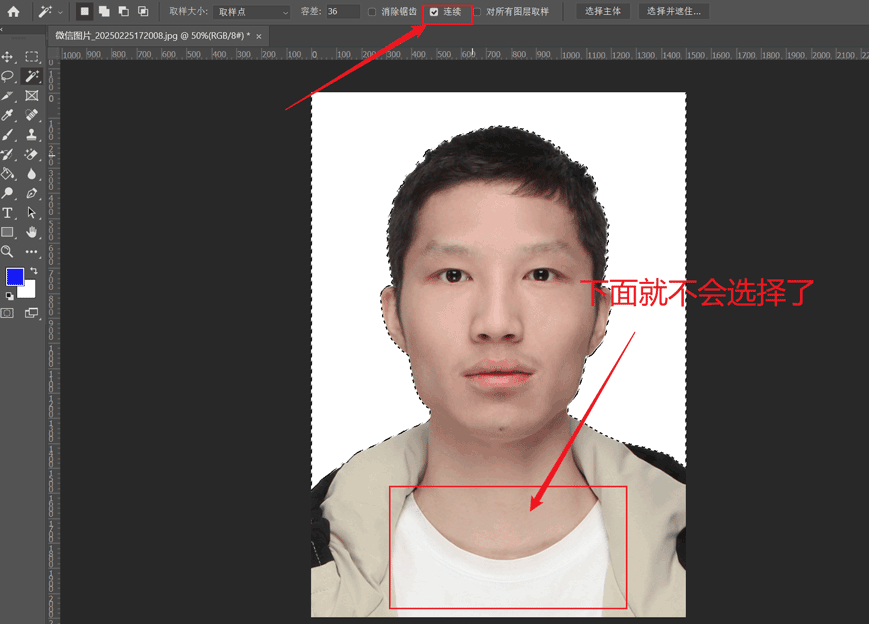 取样大小: 取样点 容差: 36 消除锯齿 连续 对所有图层取样 选择主体 选择并遮住...
微信图片_20250225172008.jpg @ 50%(RGB/8#) * ×
1000 900 800 700 600 500 400 300 200 100 0 100 200 300 400 500 600 700 800 900 1000 1100 1200 1300 1400 1500 1600 1700 1800 1900 2000 2100
下面就不会选择了
T